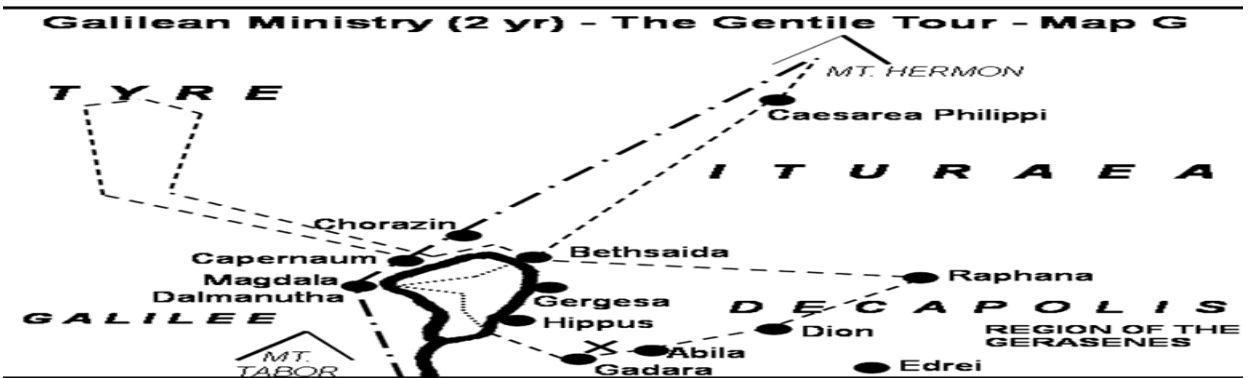 Galilean Ministry (2 yr) - The Gentile Tour - Map G
MT. HERMON
TYRE
Caesarea Philippi
ITURAEA
Chorazin
Capernaum
Bethsaida
Magdala
Dalmanutha
Raphana
Gergesa
DECAPOLIS
GALILEE
Hippus
Dion
REGION OF THE
GERASENES
MT.
TABOR
Abila
Gadara
Edrei